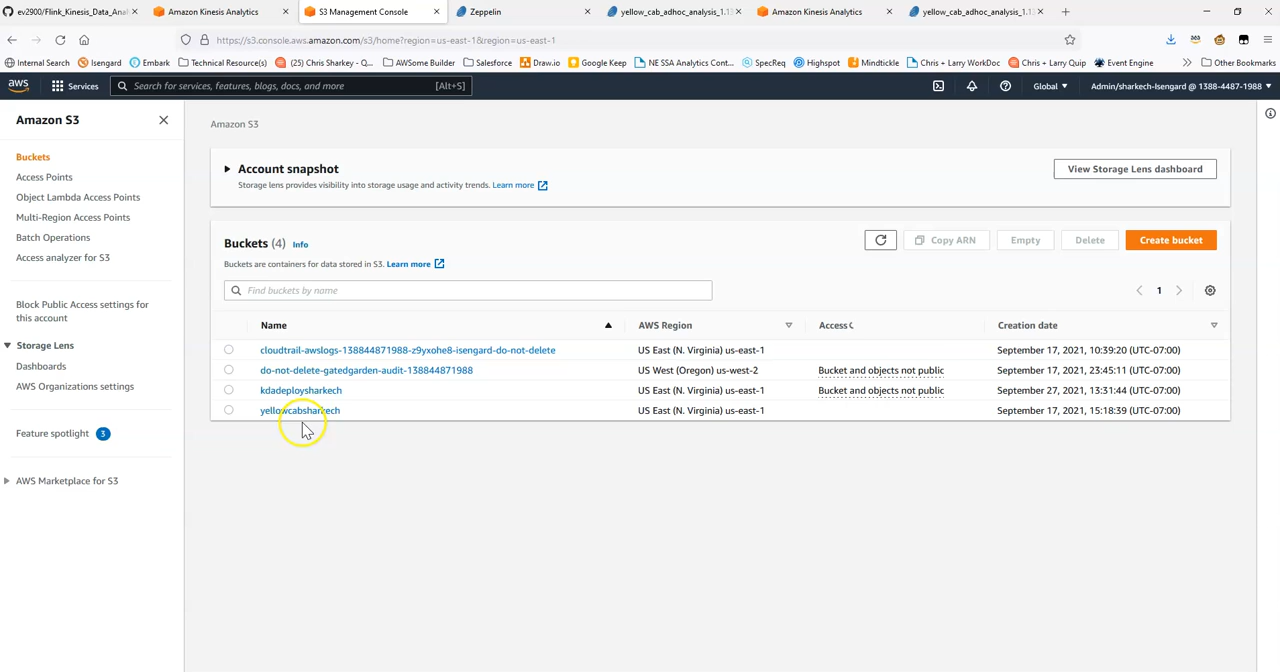 ev2900/Flink_Kinesis_Data_Anal
Amazon Kinesis Analytics
S3 Management Console
Zeppelin
yellow_cab_adhoc_analysis_1.13
Amazon Kinesis Analytics
yellow_cab_adhoc_analysis_1.13
https://s3.console.aws.amazon.com/s3/home?region=us-east-1&region=us-east-1
Internal Search
Isengard
Embark
Technical Resource(s)
(25) Chris Sharkey - Q...
AWSome Builder
Salesforce
Draw.io
Google Keep
NE SSA Analytics Cont...
SpecReq
Highspot
Mindtickle
Chris + Larry WorkDoc
Chris + Larry Quip
Event Engine
Other Bookmarks
aws
Services
Search for services, features, blogs, docs, and more
[Alt+S]
Global
Admin/sharkech-Isengard @ 1388-4487-1988
Amazon S3
Buckets
Access Points
Object Lambda Access Points
Multi-Region Access Points
Batch Operations
Access analyzer for S3
Block Public Access settings for
this account
Storage Lens
Dashboards
AWS Organizations settings
Feature spotlight 3
AWS Marketplace for S3
Amazon S3
Account snapshot
Storage lens provides visibility into storage usage and activity trends. Learn more
View Storage Lens dashboard
Buckets (4) Info
Buckets are containers for data stored in S3. Learn more
Copy ARN
Empty
Delete
Create bucket
Find buckets by name
1
Name AWS Region Access Creation date
cloudtrail-awslogs-138844871988-z9yxohe8-isengard-do-not-delete US East (N. Virginia) us-east-1 September 17, 2021, 10:39:20 (UTC-07:00)
do-not-delete-gatedgarden-audit-138844871988 US West (Oregon) us-west-2 Bucket and objects not public September 17, 2021, 23:45:11 (UTC-07:00)
kdadeploysharkech US East (N. Virginia) us-east-1 Bucket and objects not public September 27, 2021, 13:31:44 (UTC-07:00)
yellowcabsharkech US East (N. Virginia) us-east-1 September 17, 2021, 15:18:39 (UTC-07:00)